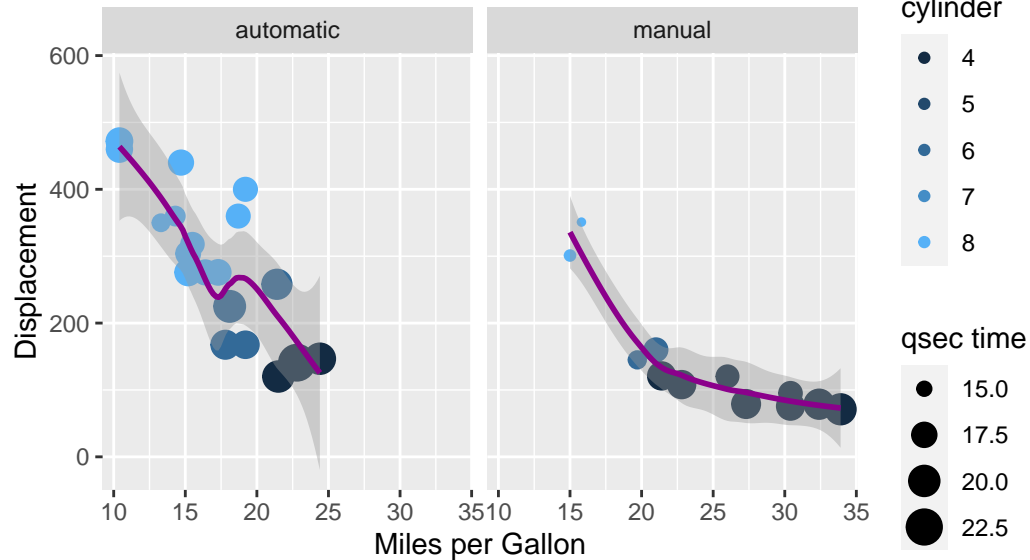 automatic
manual
600
400
200
0
Displacement
10 15 20 25 30 35
10 15 20 25 30 35
Miles per Gallon
cylinder
4
5
6
7
8
qsec time
15.0
17.5
20.0
22.5